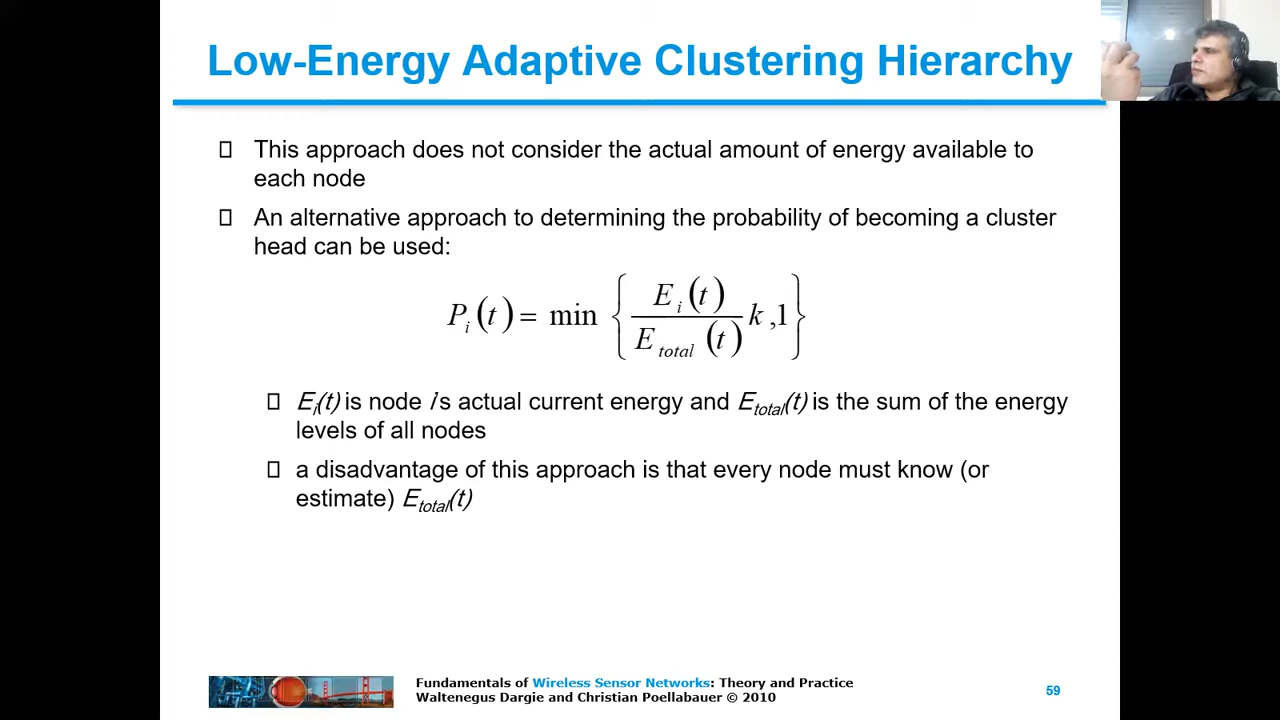 Low-Energy Adaptive Clustering Hierarchy
This approach does not consider the actual amount of energy available to
each node
An alternative approach to determining the probability of becoming a cluster
head can be used:
P_i(t) = min { E_i(t) / E_total(t) k ,1 }
E_i(t) is node i's actual current energy and E_total(t) is the sum of the energy
levels of all nodes
a disadvantage of this approach is that every node must know (or
estimate) E_total(t)
Fundamentals of Wireless Sensor Networks: Theory and Practice
Waltenegus Dargie and Christian Poellabauer © 2010
59